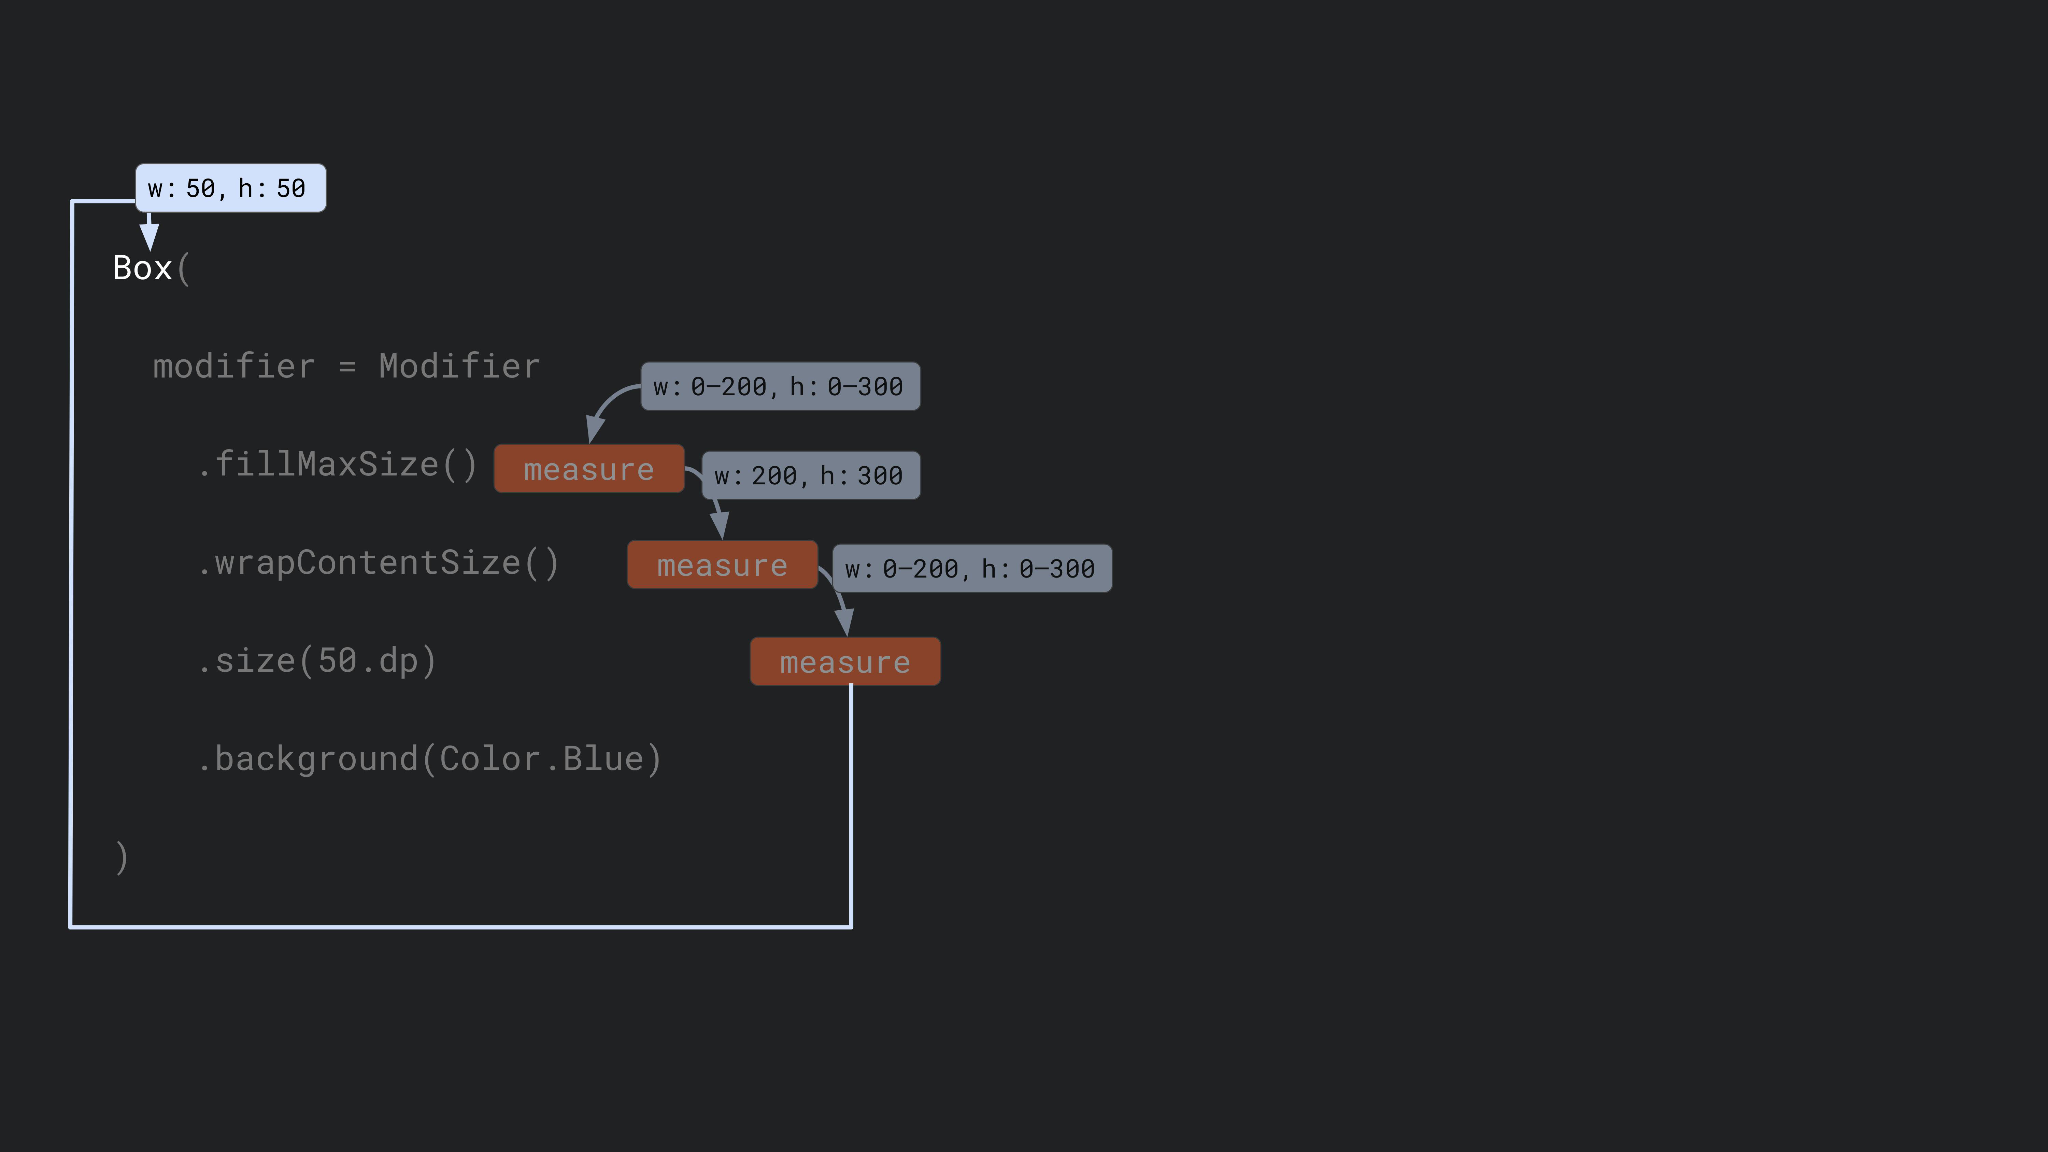 w: 50, h: 50
Box(
modifier = Modifier
w: 0–200, h: 0–300
.fillMaxSize() measure w: 200, h: 300
.wrapContentSize() measure w: 0–200, h: 0–300
.size(50.dp) measure
.background(Color.Blue)
)